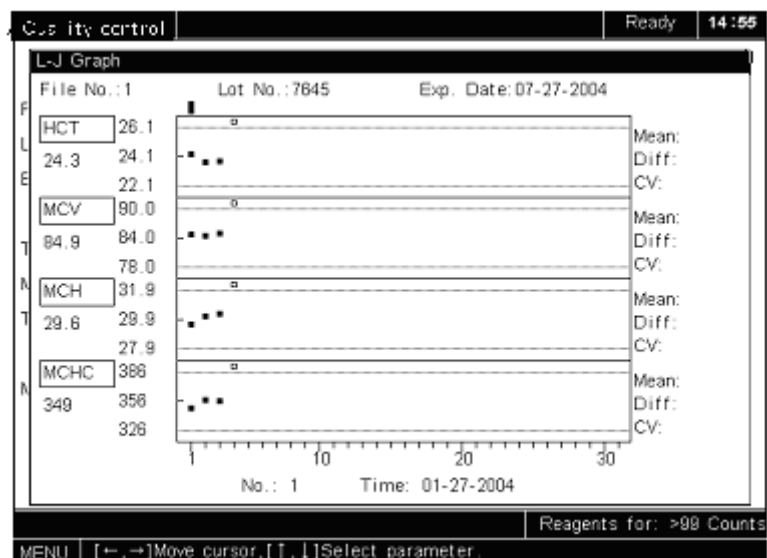 Quality control Ready 14:55
L-J Graph
File No.:1 Lot No.:7645 Exp. Date:07-27-2004
HCT 26.1
24.3 24.1
22.1
Mean:
Diff:
CV:
MCV 90.0
84.9 84.0
78.0
Mean:
Diff:
CV:
MCH 31.9
29.6 29.9
27.9
Mean:
Diff:
CV:
MCHC 386
349 356
326
Mean:
Diff:
CV:
1 10 20 30
No.: 1 Time: 01-27-2004
Reagents for: >99 Counts
MENU [←,→]Move cursor,[↑,↓]Select parameter.